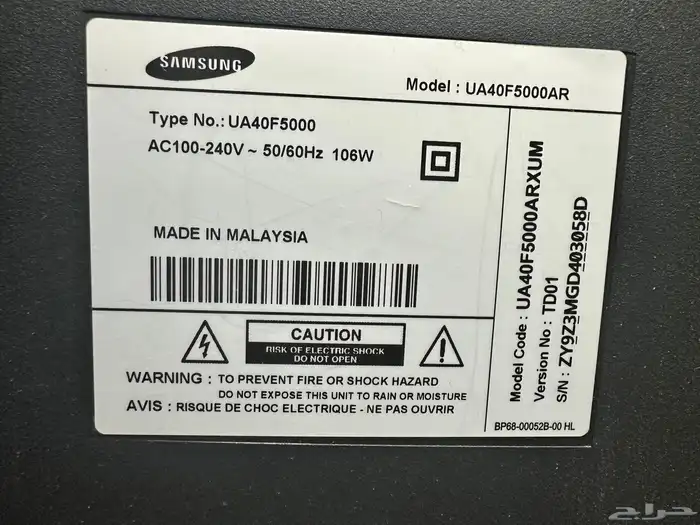 SAMSUNG
Model : UA40F5000AR
Type No.: UA40F5000
AC100-240V ~ 50/60Hz 106W
MADE IN MALAYSIA
CAUTION
RISK OF ELECTRIC SHOCK
DO NOT OPEN
WARNING : TO PREVENT FIRE OR SHOCK HAZARD
DO NOT EXPOSE THIS UNIT TO RAIN OR MOISTURE
AVIS : RISQUE DE CHOC ELECTRIQUE - NE PAS OUVRIR
Model Code : UA40F5000ARXUM
Version No : TD01
S/N : ZY9Z3MGD403058D
BP68-00052B-00 HL
حراج